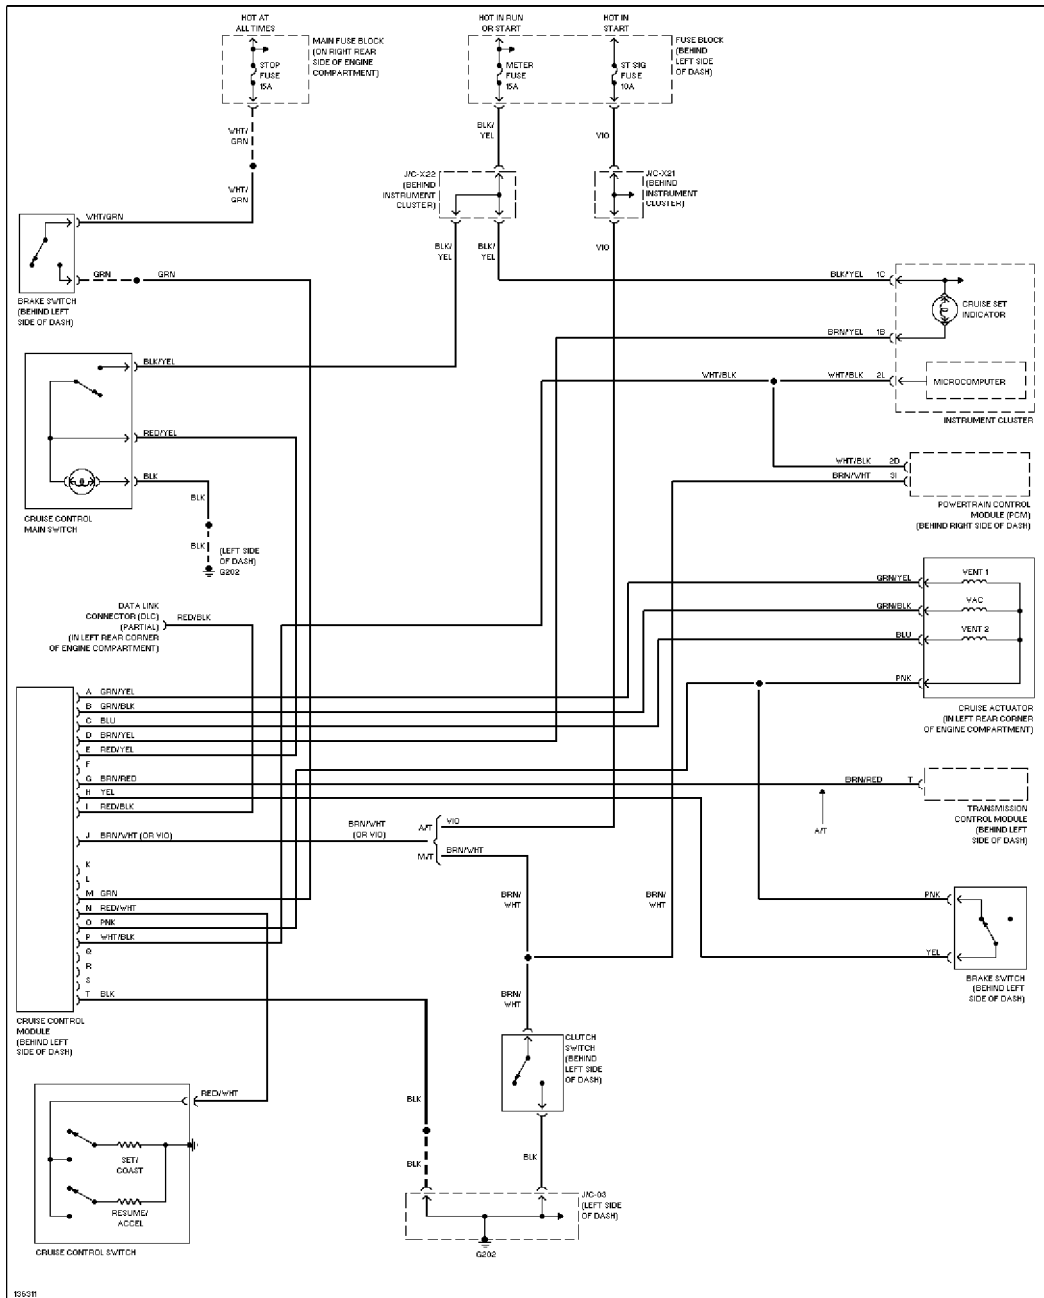 HOT AT
ALL TIMES
HOT IN RUN
OR START
HOT IN
START
MAIN FUSE BLOCK
(ON RIGHT REAR
SIDE OF ENGINE
COMPARTMENT)
STOP
FUSE
15A
METER
FUSE
15A
ST SIG
FUSE
10A
FUSE BLOCK
(BEHIND
LEFT SIDE
OF DASH)
WHT/
GRN
BLK/
YEL
VIO
WHT/
GRN
J/C-X22
(BEHIND
INSTRUMENT
CLUSTER)
J/C-X21
(BEHIND
INSTRUMENT
CLUSTER)
WHT/GRN
BLK/
YEL
BLK/
YEL
VIO
GRN
GRN
BRAKE SWITCH
(BEHIND LEFT
SIDE OF DASH)
BLK/YEL 1C
CRUISE SET
INDICATOR
BRN/YEL 1B
BLK/YEL
WHT/BLK
WHT/BLK 2L
MICROCOMPUTER
INSTRUMENT CLUSTER
RED/YEL
BLK
BLK
CRUISE CONTROL
MAIN SWITCH
WHT/BLK 2D
BRN/WHT 3I
POWERTRAIN CONTROL
MODULE (PCM)
(BEHIND RIGHT SIDE OF DASH)
BLK
(LEFT SIDE
OF DASH)
G202
DATA LINK
CONNECTOR (DLC)
(PARTIAL)
(IN LEFT REAR CORNER
OF ENGINE COMPARTMENT)
RED/BLK
GRN/YEL
VENT 1
GRN/BLK
VAC
BLU
VENT 2
PNK
CRUISE ACTUATOR
(IN LEFT REAR CORNER
OF ENGINE COMPARTMENT)
A GRN/YEL
B GRN/BLK
C BLU
D BRN/YEL
E RED/YEL
F
G BRN/RED
H YEL
I RED/BLK
J BRN/WHT (OR VIO)
K
L
M GRN
N RED/WHT
O PNK
P WHT/BLK
Q
R
S
T BLK
CRUISE CONTROL
MODULE
(BEHIND LEFT
SIDE OF DASH)
BRN/RED T
A/T
TRANSMISSION
CONTROL MODULE
(BEHIND LEFT
SIDE OF DASH)
BRN/WHT
(OR VIO)
A/T
VIO
M/T
BRN/WHT
BRN/
WHT
BRN/
WHT
PNK
YEL
BRAKE SWITCH
(BEHIND LEFT
SIDE OF DASH)
BRN/
WHT
CLUTCH
SWITCH
(BEHIND
LEFT SIDE
OF DASH)
RED/WHT
SET/
COAST
RESUME/
ACCEL
CRUISE CONTROL SWITCH
BLK
BLK
BLK
J/C-03
(LEFT SIDE
OF DASH)
G202
136311